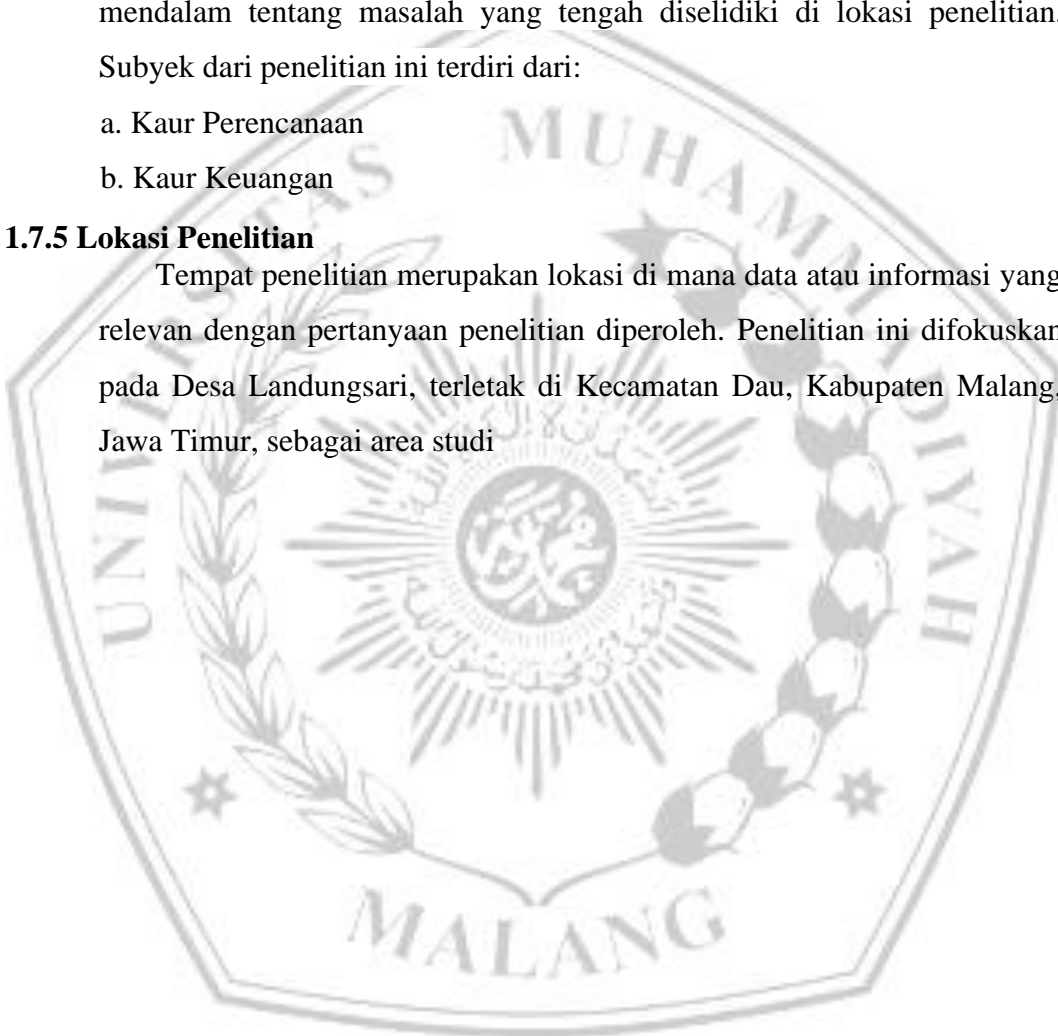 mendalam tentang masalah yang tengah diselidiki di lokasi penelitian.
Subyek dari penelitian ini terdiri dari:
a. Kaur Perencanaan
b. Kaur Keuangan
1.7.5 Lokasi Penelitian
Tempat penelitian merupakan lokasi di mana data atau informasi yang
relevan dengan pertanyaan penelitian diperoleh. Penelitian ini difokuskan
pada Desa Landungsari, terletak di Kecamatan Dau, Kabupaten Malang,
Jawa Timur, sebagai area studi
UNIVERSITAS MUHAMMADIYAH
MALANG